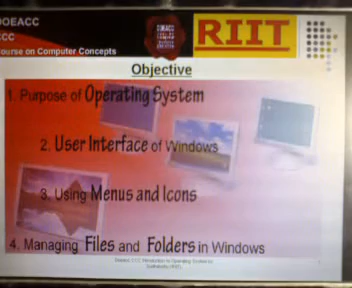 DOEACC
CCC
Course on Computer Concepts
DOEACC
RIIT
Objective
1. Purpose of Operating System
2. User Interface of Windows
3. Using Menus and Icons
4. Managing Files and Folders in Windows